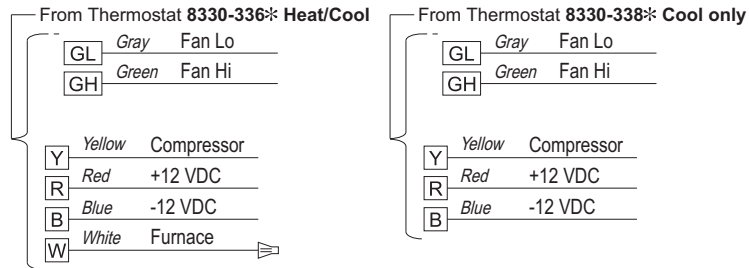 From Thermostat 8330-336✻ Heat/Cool
GL Gray Fan Lo
GH Green Fan Hi
Y Yellow Compressor
R Red +12 VDC
B Blue -12 VDC
W White Furnace
From Thermostat 8330-338✻ Cool only
GL Gray Fan Lo
GH Green Fan Hi
Y Yellow Compressor
R Red +12 VDC
B Blue -12 VDC